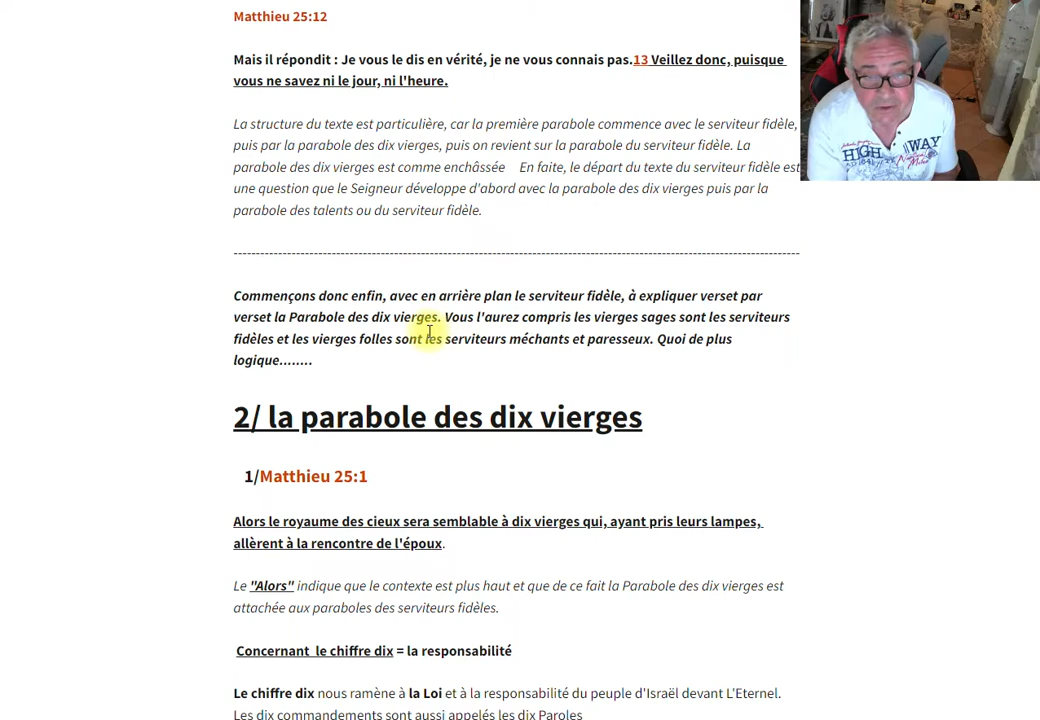 Matthieu 25:12
Mais il répondit : Je vous le dis en vérité, je ne vous connais pas.13 Veillez donc, puisque
vous ne savez ni le jour, ni l'heure.
La structure du texte est particulière, car la première parabole commence avec le serviteur fidèle,
puis par la parabole des dix vierges, puis on revient sur la parabole du serviteur fidèle. La
parabole des dix vierges est comme enchâssée    En faite, le départ du texte du serviteur fidèle est
une question que le Seigneur développe d'abord avec la parabole des dix vierges puis par la
parabole des talents ou du serviteur fidèle.
Commençons donc enfin, avec en arrière plan le serviteur fidèle, à expliquer verset par
verset la Parabole des dix vierges. Vous l'aurez compris les vierges sages sont les serviteurs
fidèles et les vierges folles sont les serviteurs méchants et paresseux. Quoi de plus
logique........
2/ la parabole des dix vierges
1/Matthieu 25:1
Alors le royaume des cieux sera semblable à dix vierges qui, ayant pris leurs lampes,
allèrent à la rencontre de l'époux.
Le "Alors" indique que le contexte est plus haut et que de ce fait la Parabole des dix vierges est
attachée aux paraboles des serviteurs fidèles.
Concernant  le chiffre dix = la responsabilité
Le chiffre dix nous ramène à la Loi et à la responsabilité du peuple d'Israël devant L'Eternel.
Les dix commandements sont aussi appelés les dix Paroles
HIGH WAY